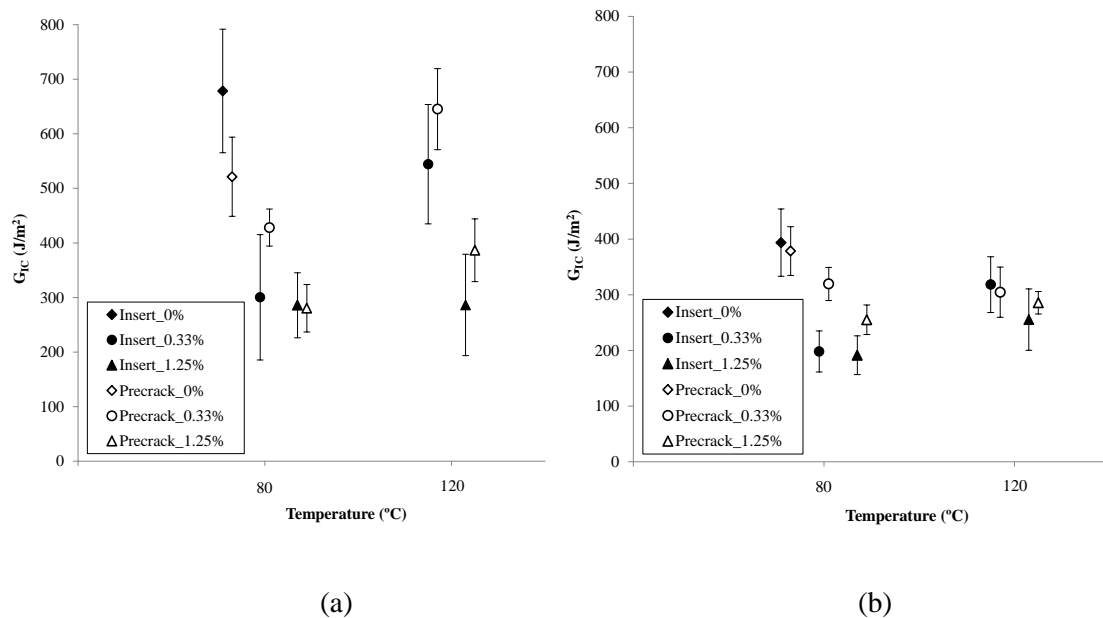 800
700
600
500
400
300
200
100
0
G_IC (J/m²)
Insert_0%
Insert_0.33%
Insert_1.25%
Precrack_0%
Precrack_0.33%
Precrack_1.25%
80
120
Temperature (ºC)
(a)
800
700
600
500
400
300
200
100
0
G_IC (J/m²)
Insert_0%
Insert_0.33%
Insert_1.25%
Precrack_0%
Precrack_0.33%
Precrack_1.25%
80
120
Temperature (ºC)
(b)